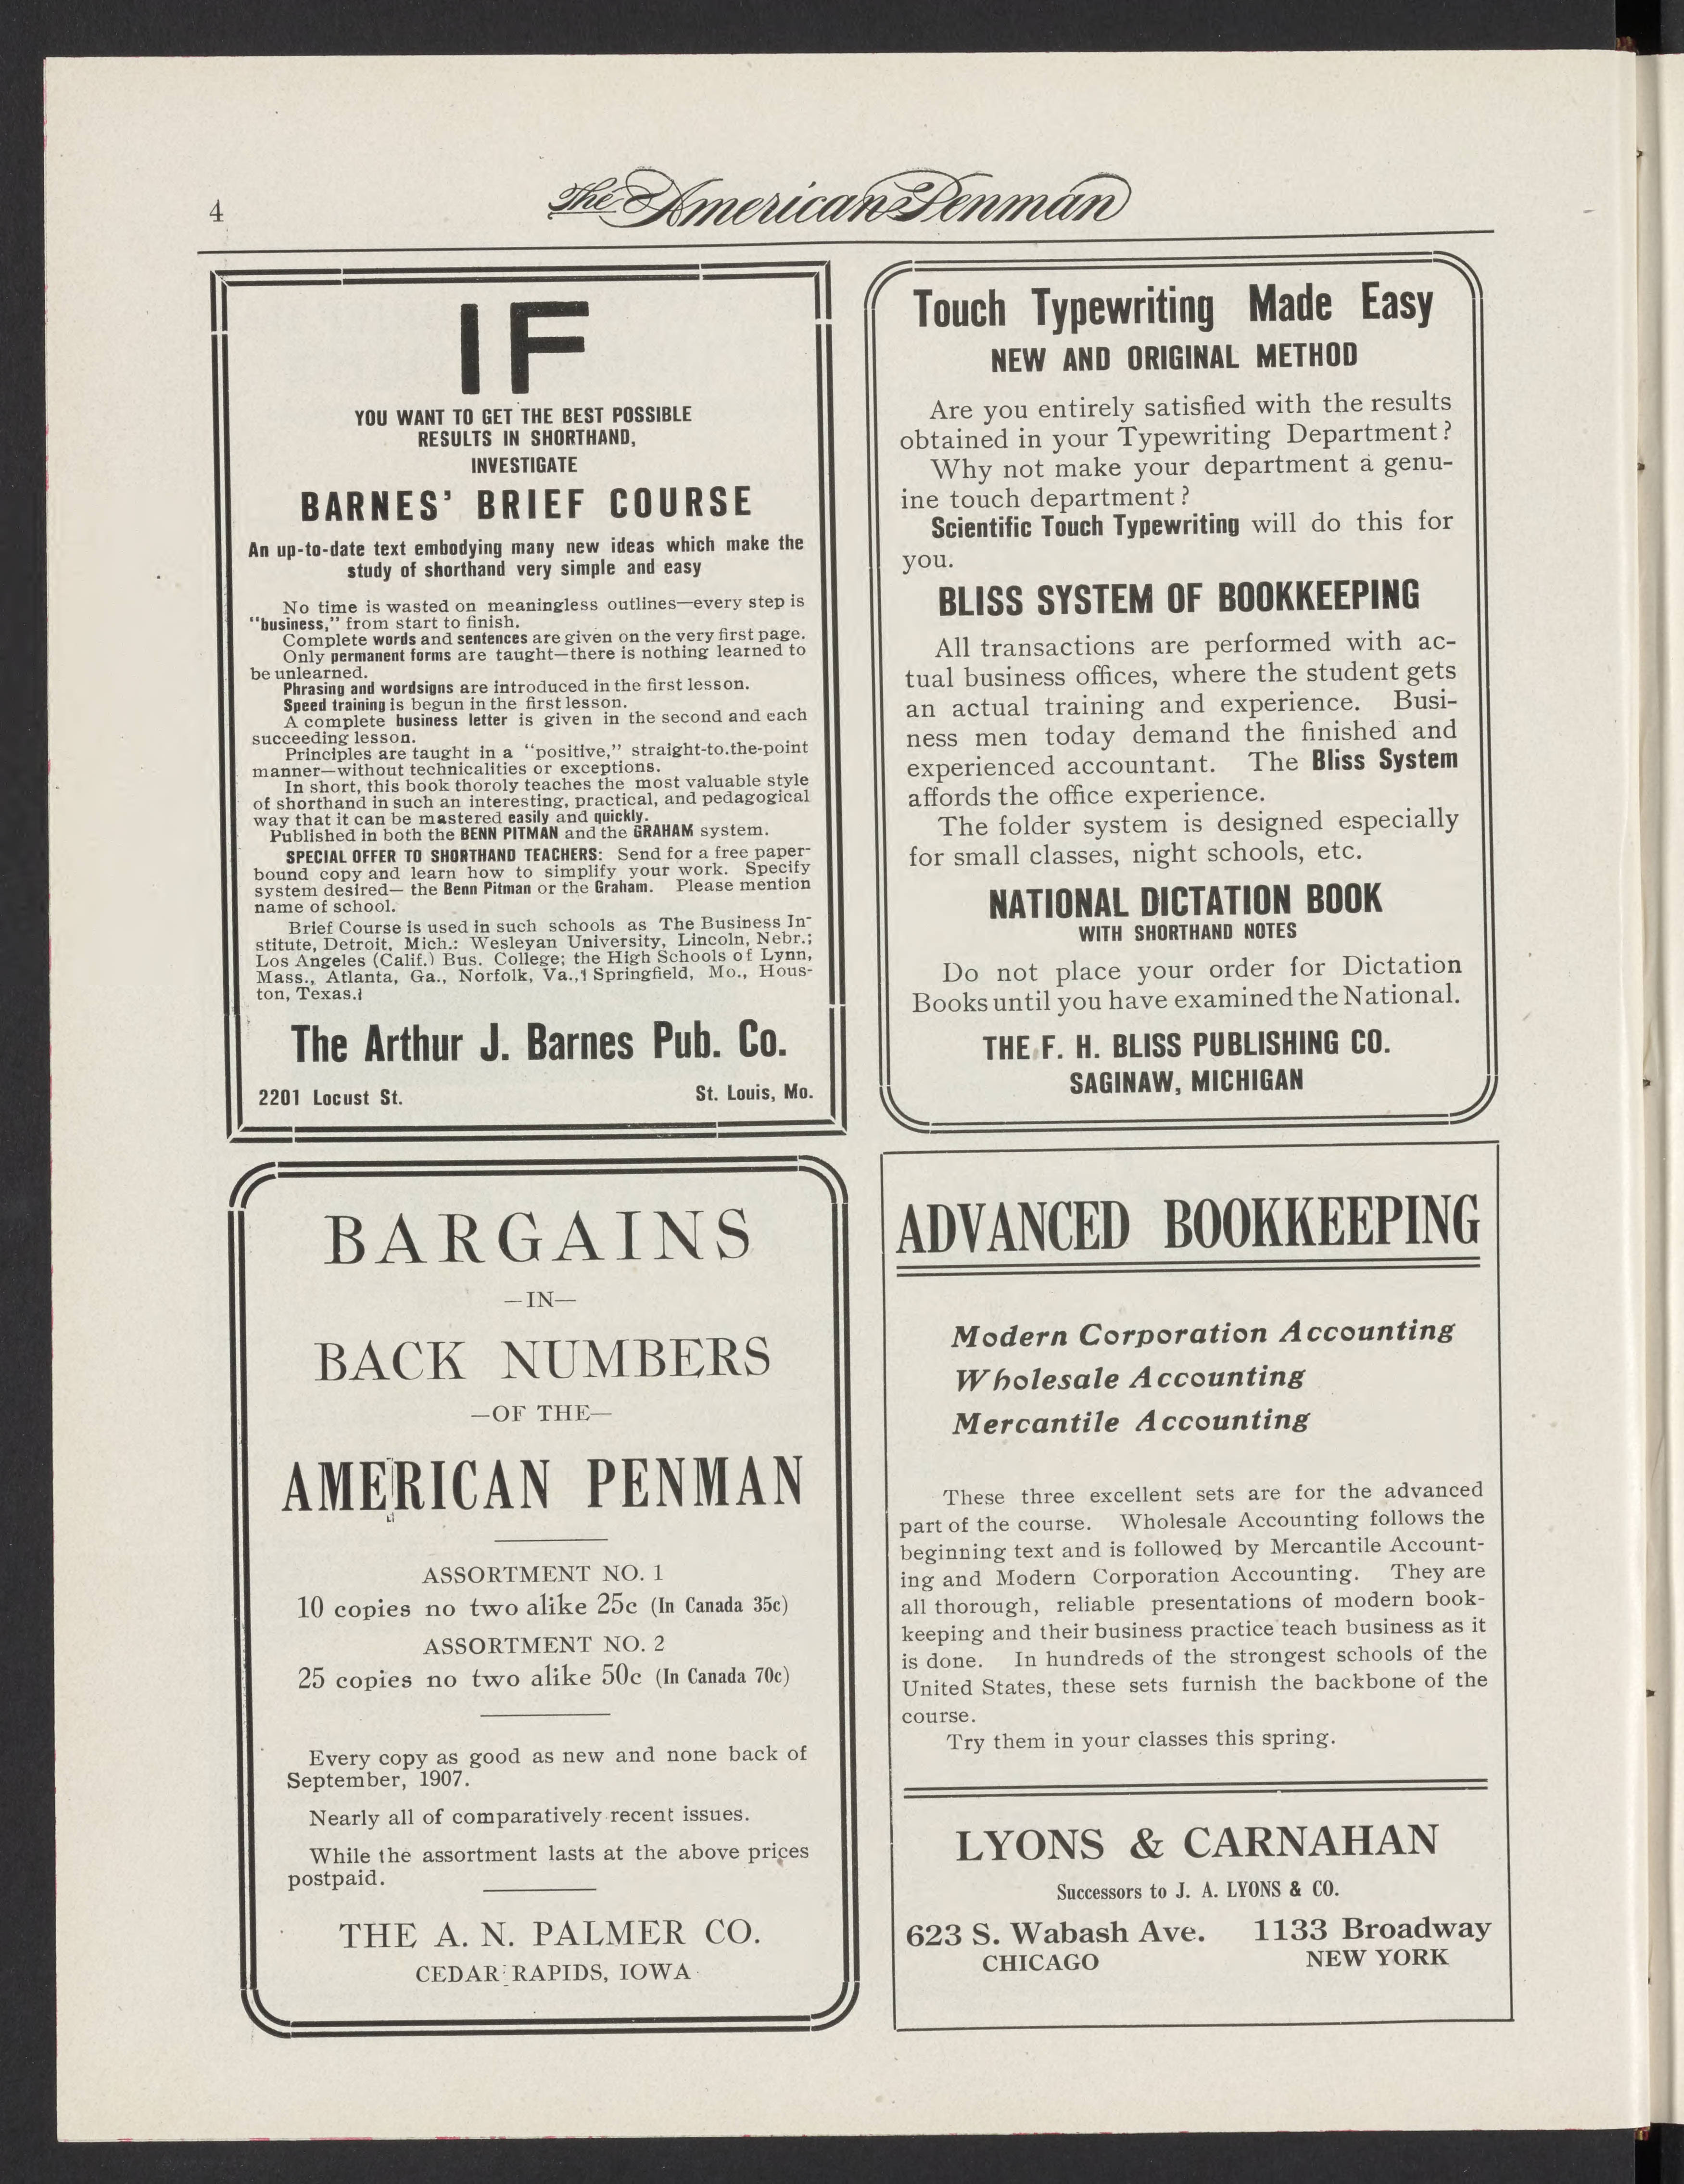 4
The American Penman
IF
YOU WANT TO GET THE BEST POSSIBLE
RESULTS IN SHORTHAND,
INVESTIGATE
BARNES' BRIEF COURSE
An up-to-date text embodying many new ideas which make the
study of shorthand very simple and easy
No time is wasted on meaningless outlines—every step is
"business," from start to finish.
Complete words and sentences are given on the very first page.
Only permanent forms are taught—there is nothing learned to
be unlearned.
Phrasing and wordsigns are introduced in the first lesson.
Speed training is begun in the first lesson.
A complete business letter is given in the second and each
succeeding lesson.
Principles are taught in a "positive," straight-to.the-point
manner—without technicalities or exceptions.
In short, this book thoroly teaches the most valuable style
of shorthand in such an interesting, practical, and pedagogical
way that it can be mastered easily and quickly.
Published in both the BENN PITMAN and the GRAHAM system.
SPECIAL OFFER TO SHORTHAND TEACHERS: Send for a free paper-
bound copy and learn how to simplify your work. Specify
system desired— the Benn Pitman or the Graham. Please mention
name of school.
Brief Course is used in such schools as The Business In-
stitute, Detroit, Mich.: Wesleyan University, Lincoln, Nebr.;
Los Angeles (Calif.) Bus. College; the High Schools of Lynn,
Mass., Atlanta, Ga., Norfolk, Va., Springfield, Mo., Hous-
ton, Texas.
The Arthur J. Barnes Pub. Co.
2201 Locust St. St. Louis, Mo.
Touch Typewriting Made Easy
NEW AND ORIGINAL METHOD
Are you entirely satisfied with the results
obtained in your Typewriting Department?
Why not make your department a genu-
ine touch department?
Scientific Touch Typewriting will do this for
you.
BLISS SYSTEM OF BOOKKEEPING
All transactions are performed with ac-
tual business offices, where the student gets
an actual training and experience. Busi-
ness men today demand the finished and
experienced accountant. The Bliss System
affords the office experience.
The folder system is designed especially
for small classes, night schools, etc.
NATIONAL DICTATION BOOK
WITH SHORTHAND NOTES
Do not place your order for Dictation
Books until you have examined the National.
THE F. H. BLISS PUBLISHING CO.
SAGINAW, MICHIGAN
BARGAINS
—IN—
BACK NUMBERS
—OF THE—
AMERICAN PENMAN
ASSORTMENT NO. 1
10 copies no two alike 25c (In Canada 35c)
ASSORTMENT NO. 2
25 copies no two alike 50c (In Canada 70c)
Every copy as good as new and none back of
September, 1907.
Nearly all of comparatively recent issues.
While the assortment lasts at the above prices
postpaid.
THE A. N. PALMER CO.
CEDAR RAPIDS, IOWA
ADVANCED BOOKKEEPING
Modern Corporation Accounting
Wholesale Accounting
Mercantile Accounting
These three excellent sets are for the advanced
part of the course. Wholesale Accounting follows the
beginning text and is followed by Mercantile Account-
ing and Modern Corporation Accounting. They are
all thorough, reliable presentations of modern book-
keeping and their business practice teach business as it
is done. In hundreds of the strongest schools of the
United States, these sets furnish the backbone of the
course.
Try them in your classes this spring.
LYONS & CARNAHAN
Successors to J. A. LYONS & CO.
623 S. Wabash Ave. 1133 Broadway
CHICAGO NEW YORK